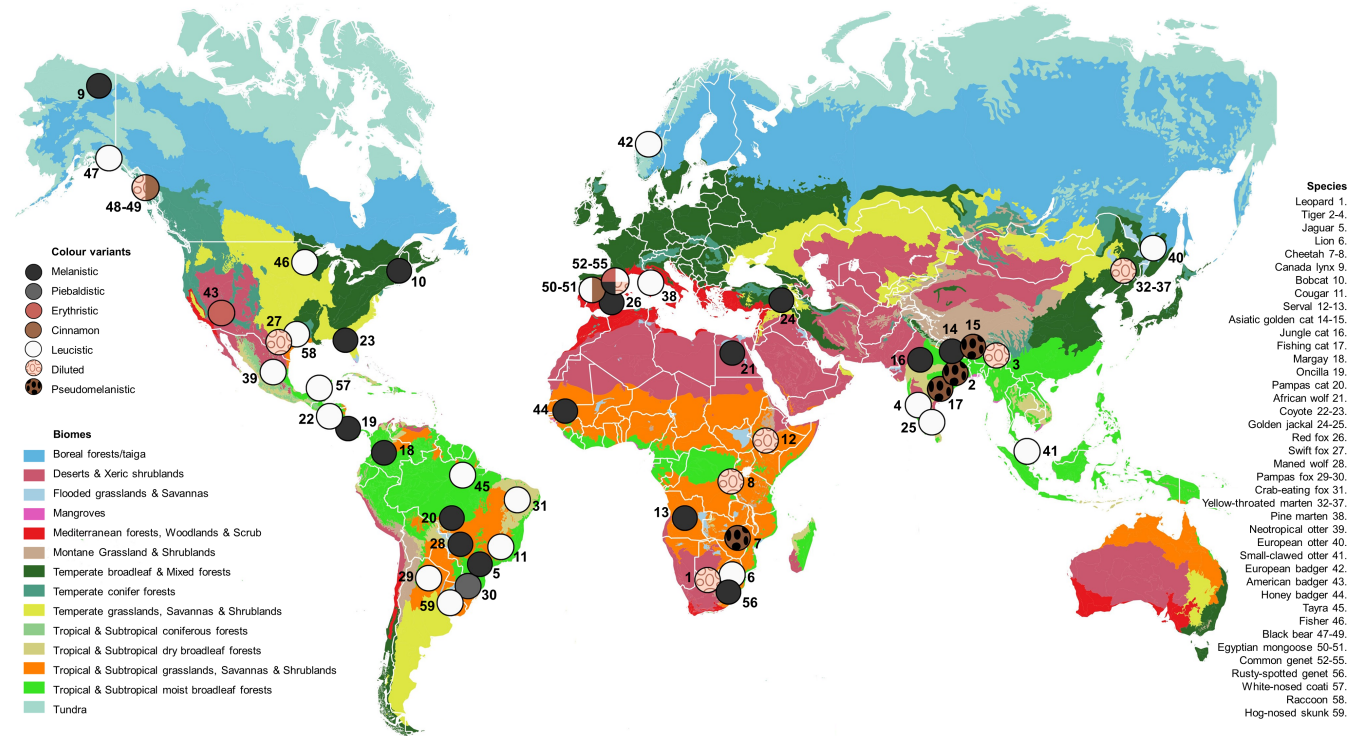 9
47
48-49
46
10
43
27
58
23
39
57
22
19
18
45
31
20
28
11
5
29
30
59
42
52-55
50-51
26
38
24
21
44
12
8
13
7
1
6
56
14
15
16
3
2
4
17
25
41
40
32-37
Colour variants
Melanistic
Piebaldistic
Erythristic
Cinnamon
Leucistic
Diluted
Pseudomelanistic
Biomes
Boreal forests/taiga
Deserts & Xeric shrublands
Flooded grasslands & Savannas
Mangroves
Mediterranean forests, Woodlands & Scrub
Montane Grassland & Shrublands
Temperate broadleaf & Mixed forests
Temperate conifer forests
Temperate grasslands, Savannas & Shrublands
Tropical & Subtropical coniferous forests
Tropical & Subtropical dry broadleaf forests
Tropical & Subtropical grasslands, Savannas & Shrublands
Tropical & Subtropical moist broadleaf forests
Tundra
Species
Leopard 1.
Tiger 2-4.
Jaguar 5.
Lion 6.
Cheetah 7-8.
Canada lynx 9.
Bobcat 10.
Cougar 11.
Serval 12-13.
Asiatic golden cat 14-15.
Jungle cat 16.
Fishing cat 17.
Margay 18.
Oncilla 19.
Pampas cat 20.
African wolf 21.
Coyote 22-23.
Golden jackal 24-25.
Red fox 26.
Swift fox 27.
Maned wolf 28.
Pampas fox 29-30.
Crab-eating fox 31.
Yellow-throated marten 32-37.
Pine marten 38.
Neotropical otter 39.
European otter 40.
Small-clawed otter 41.
European badger 42.
American badger 43.
Honey badger 44.
Tayra 45.
Fisher 46.
Black bear 47-49.
Egyptian mongoose 50-51.
Common genet 52-55.
Rusty-spotted genet 56.
White-nosed coati 57.
Raccoon 58.
Hog-nosed skunk 59.